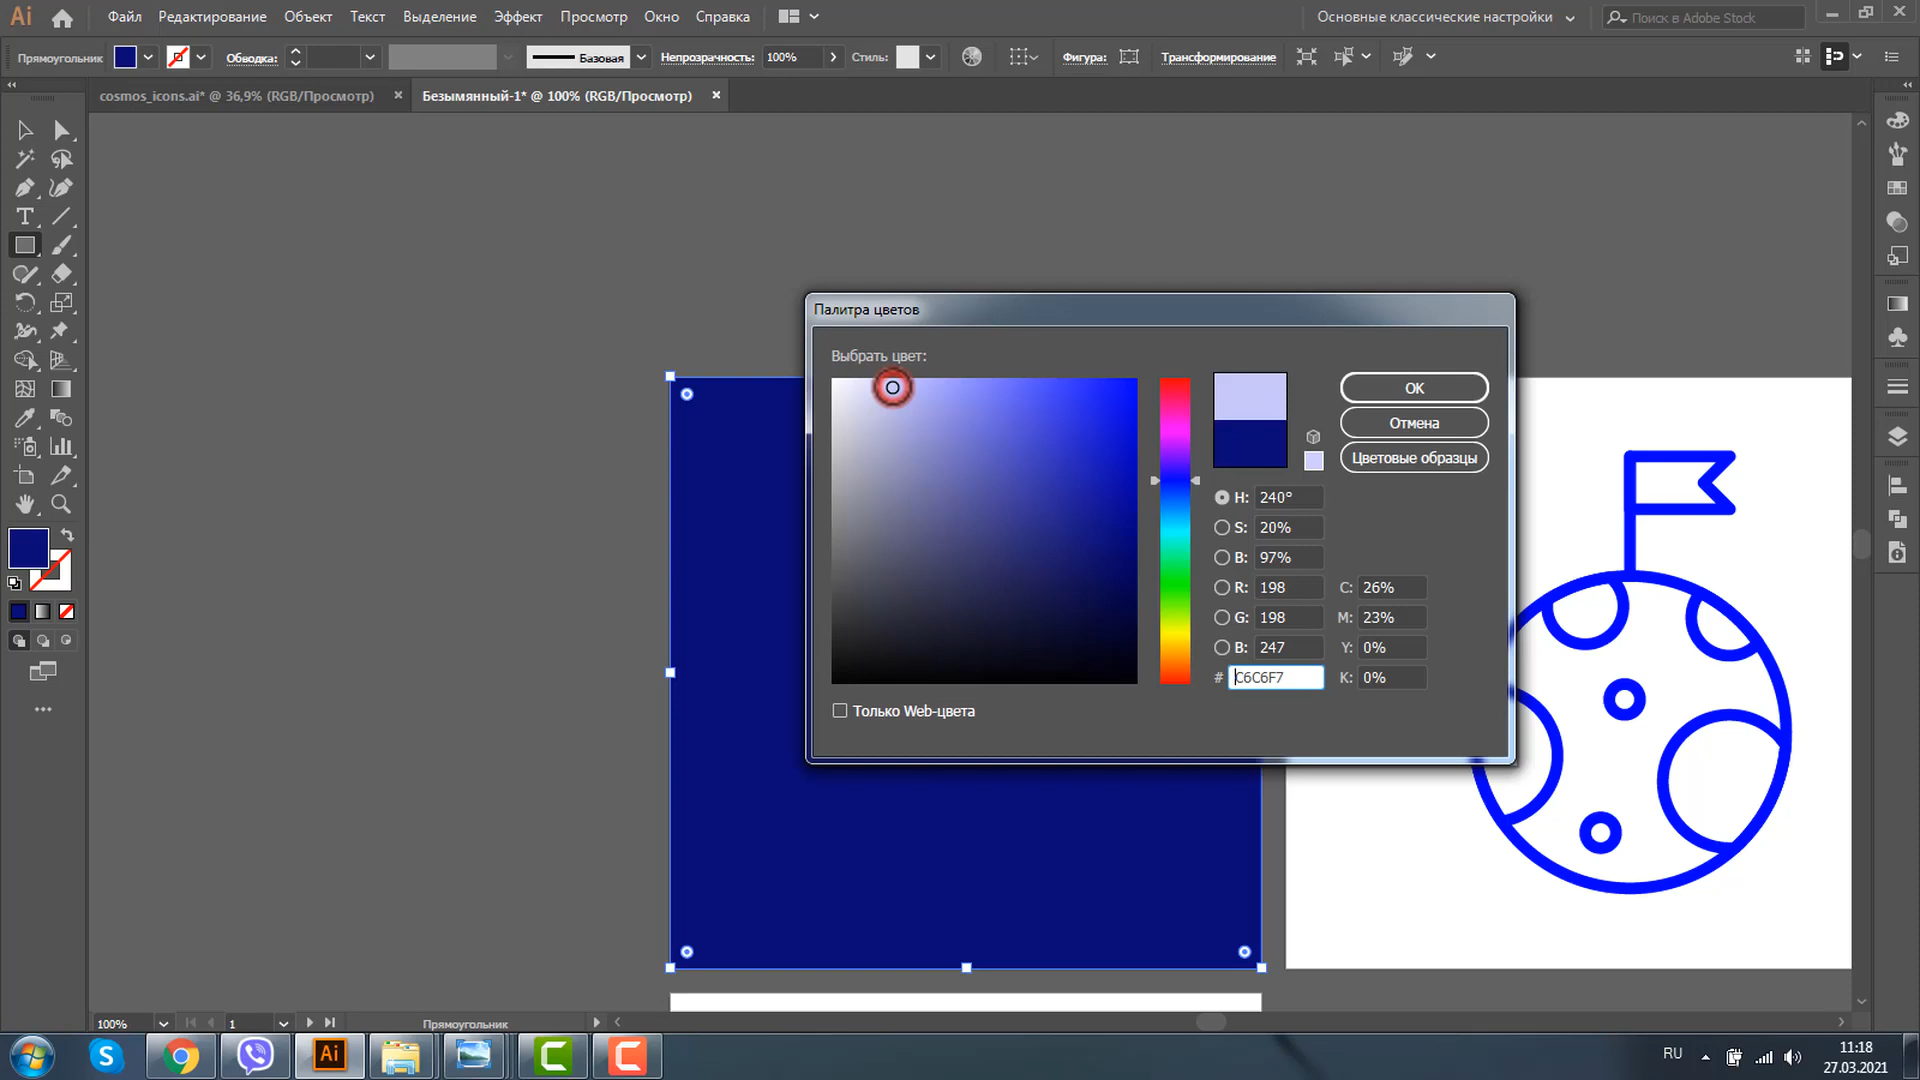 Ai Файл Редактирование Объект Текст Выделение Эффект Просмотр Окно Справка Основные классические настройки Поиск в Adobe Stock
Прямоугольник Обводка: Базовая Непрозрачность: 100% Стиль: Фигура: Трансформирование
cosmos_icons.ai* @ 36,9% (RGB/Просмотр) Безымянный-1* @ 100% (RGB/Просмотр)
Палитра цветов
Выбрать цвет:
OK
Отмена
Цветовые образцы
H: 240°
S: 20%
B: 97%
R: 198 C: 26%
G: 198 M: 23%
B: 247 Y: 0%
# C6C6F7 K: 0%
Только Web-цвета
100% 1 Прямоугольник
Ai RU 11:18
27.03.2021